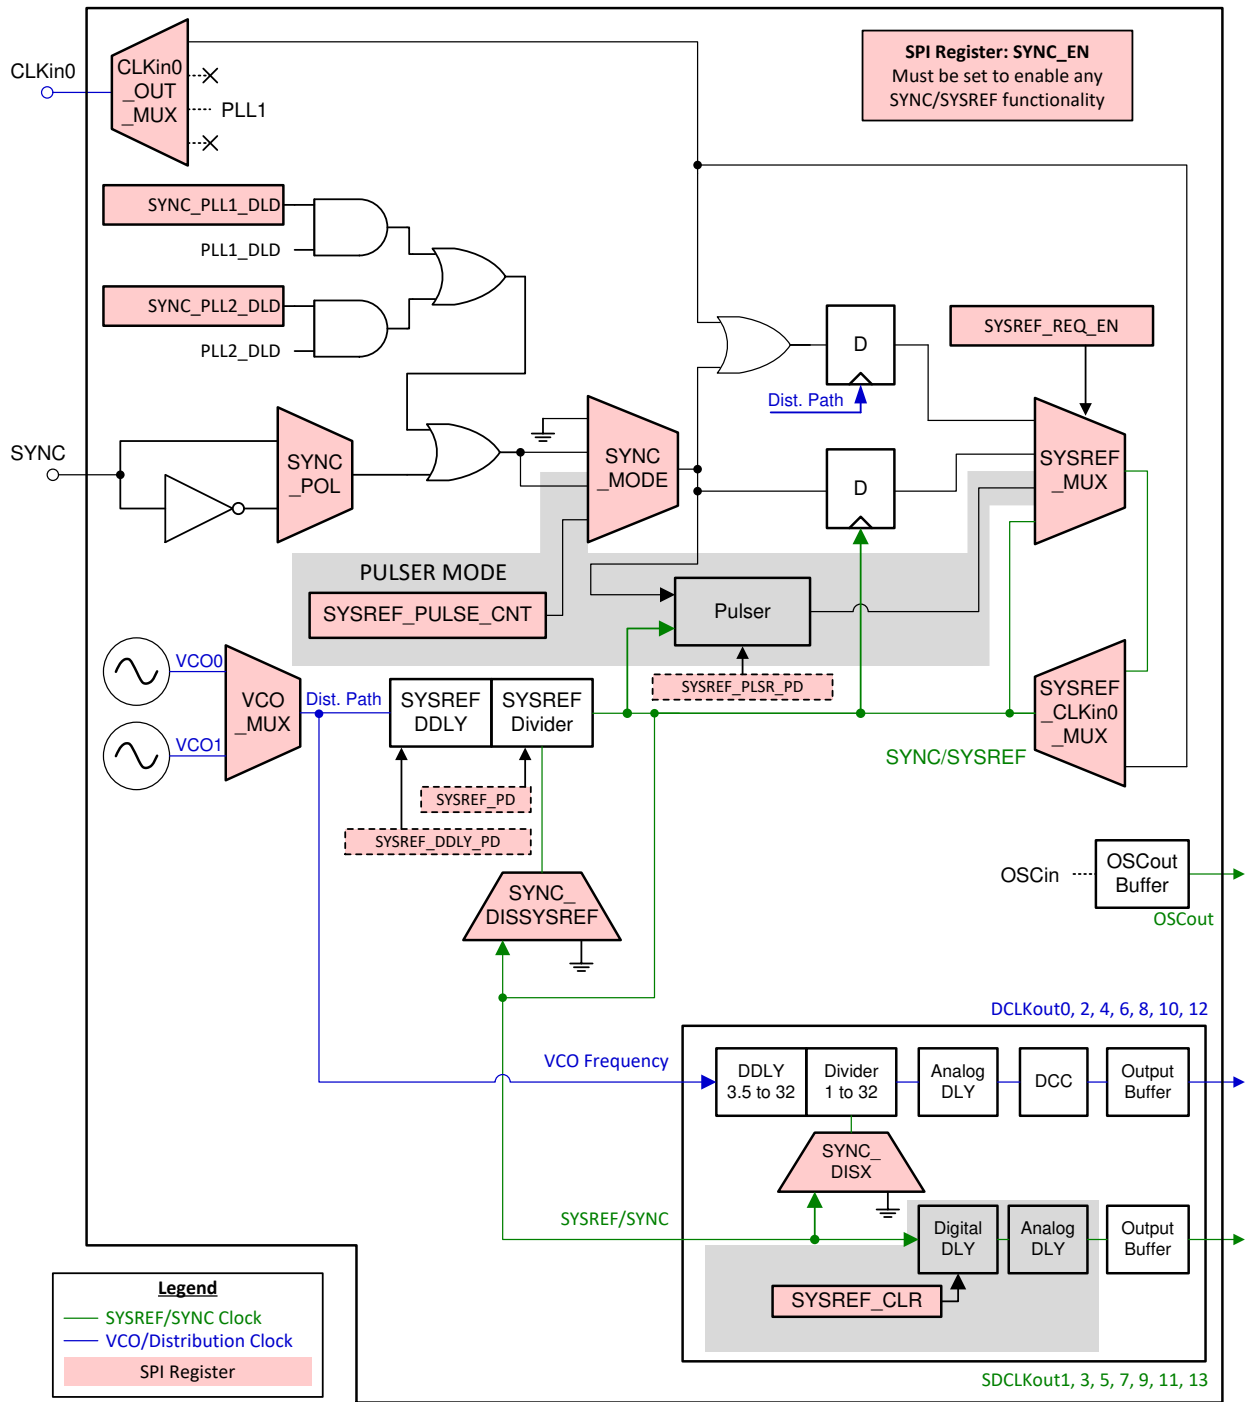 CLKin0
CLKin0
_OUT
_MUX
PLL1
SPI Register: SYNC_EN
Must be set to enable any
SYNC/SYSREF functionality
SYNC_PLL1_DLD
PLL1_DLD
SYNC_PLL2_DLD
PLL2_DLD
SYSREF_REQ_EN
D
Dist. Path
SYNC
SYNC
_POL
SYNC
_MODE
SYSREF
_MUX
D
PULSER MODE
SYSREF_PULSE_CNT
Pulser
SYSREF_PLSR_PD
VCO0
VCO1
VCO
_MUX
Dist. Path
SYSREF
DDLY
SYSREF
Divider
SYSREF
_CLKin0
_MUX
SYNC/SYSREF
SYSREF_PD
SYSREF_DDLY_PD
SYNC_
DISSYSREF
OSCin
OSCout
Buffer
OSCout
DCLKout0, 2, 4, 6, 8, 10, 12
VCO Frequency
DDLY
3.5 to 32
Divider
1 to 32
Analog
DLY
DCC
Output
Buffer
SYNC_
DISX
SYSREF/SYNC
Digital
DLY
Analog
DLY
Output
Buffer
SYSREF_CLR
SDCLKout1, 3, 5, 7, 9, 11, 13
Legend
SYSREF/SYNC Clock
VCO/Distribution Clock
SPI Register